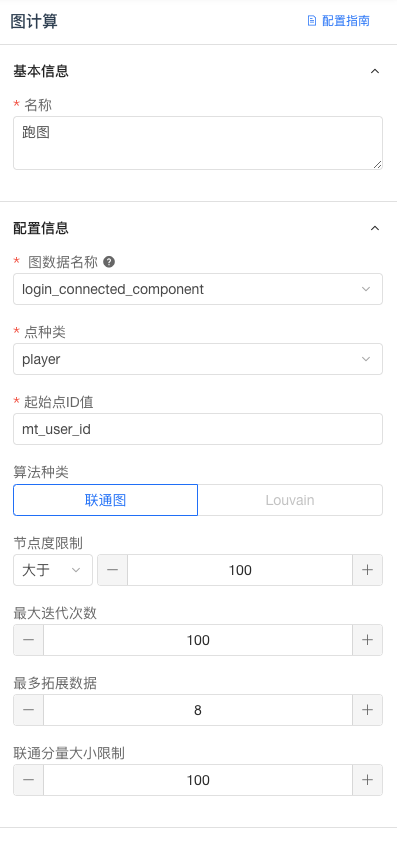 图计算
配置指南
基本信息
* 名称
跑图
配置信息
* 图数据名称
login_connected_component
* 点种类
player
* 起始点ID值
mt_user_id
算法种类
联通图 Louvain
节点度限制
大于 － 100 +
最大迭代次数
－ 100 +
最多拓展数据
－ 8 +
联通分量大小限制
－ 100 +